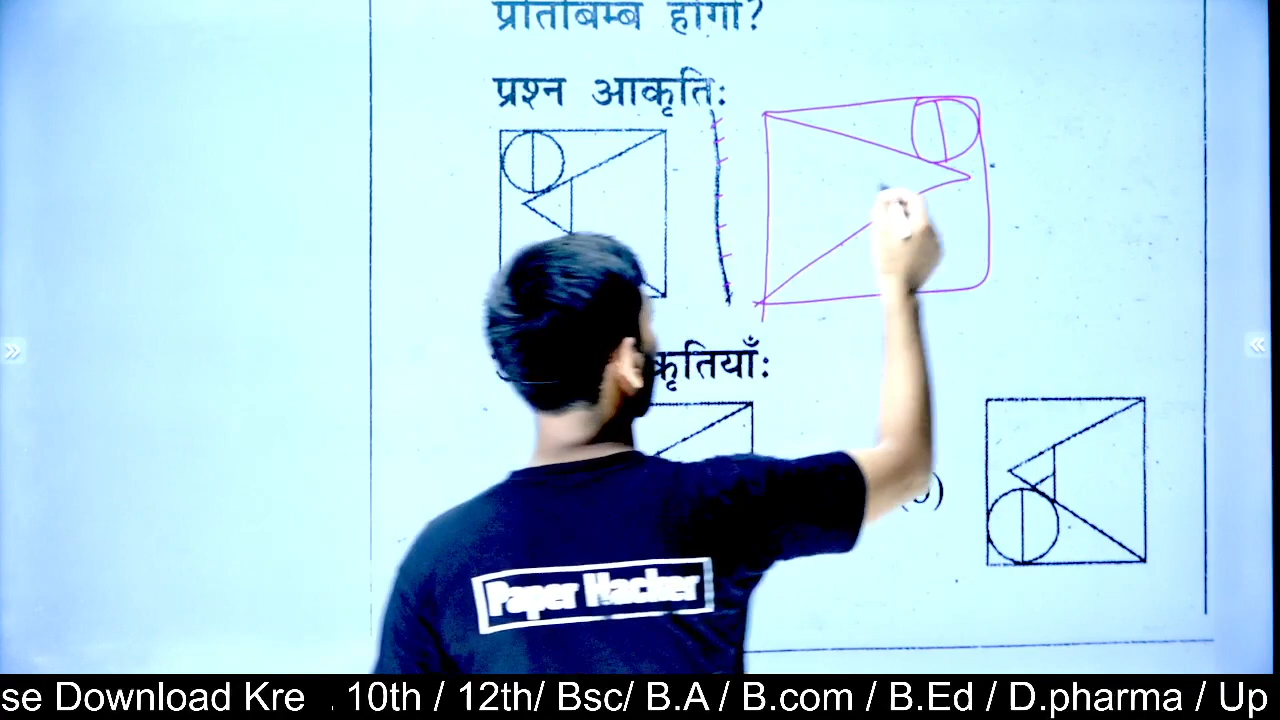 प्रतिबिम्ब होगा?
प्रश्न आकृति:
कृतियाँ:
Paper Hacker
se Download Kre . 10th / 12th/ Bsc/ B.A / B.com / B.Ed / D.pharma / Up